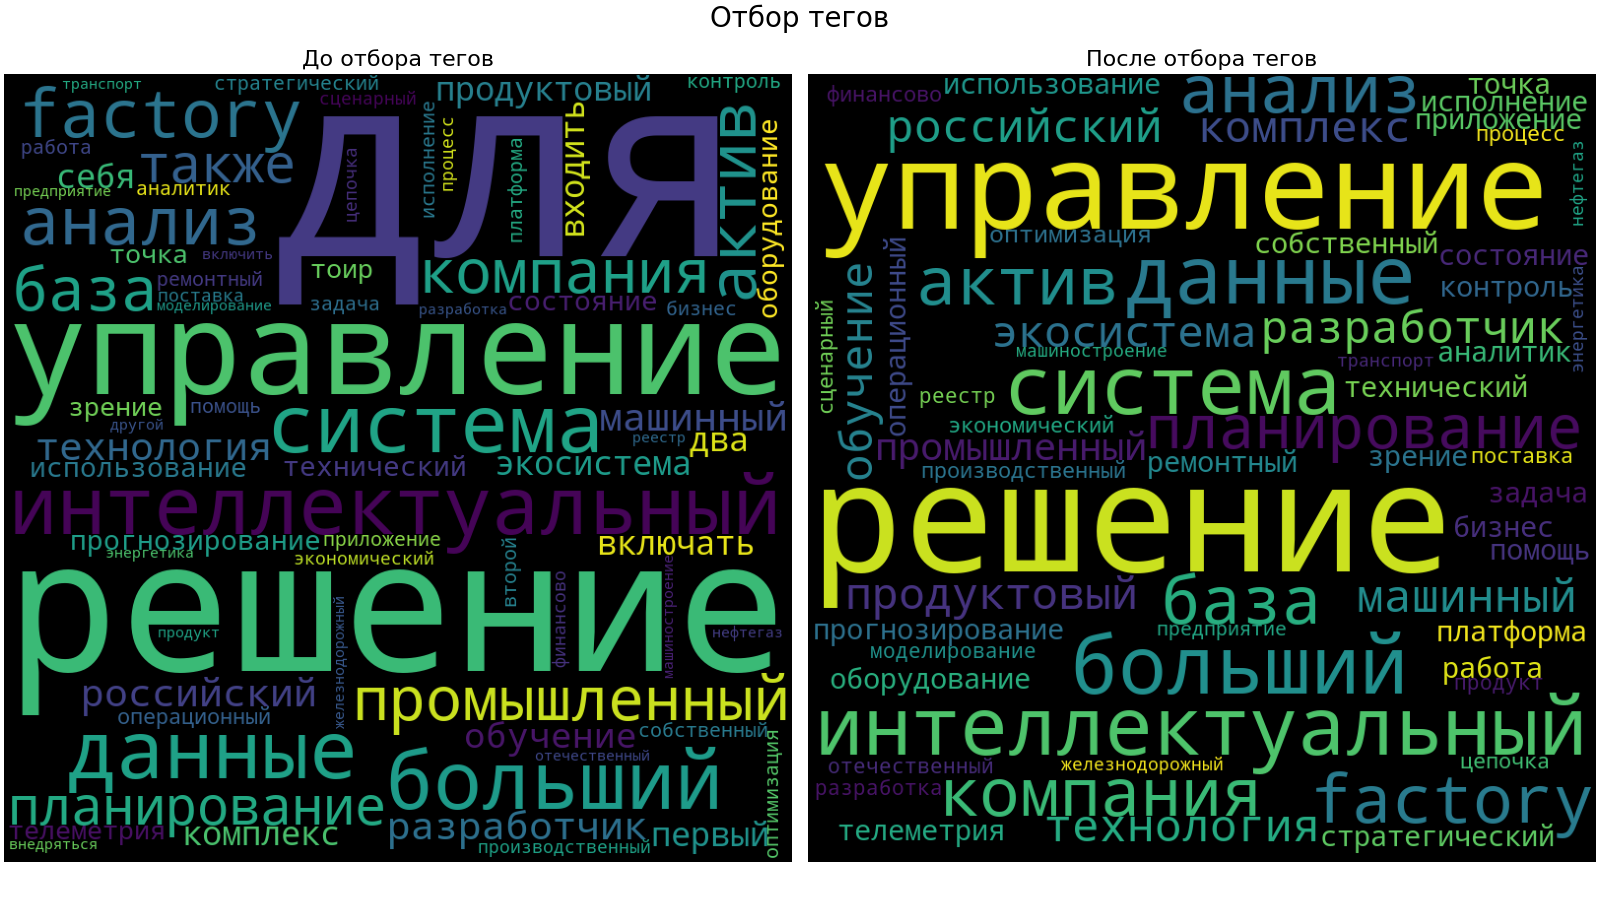 Отбор тегов
До отбора тегов
транспорт
стратегический
продуктовый
контроль
factory
сценарный
для
исполнение
процесс
входить
актив
работа
также
цепочка
платформа
оборудование
себя
предприятие
аналитик
анализ
точка
включить
тоир
компания
база
ремонтный
поставка
моделирование
задача
состояние
разработка
бизнес
управление
зрение
помощь
другой
система
машинный
реестр
два
технология
использование
технический
экосистема
интеллектуальный
прогнозирование
приложение
энергетика
экономический
второй
включать
решение
продукт
железнодорожный
финансово
машиностроение
нефтегаз
российский
операционный
промышленный
обучение
собственный
отечественный
данные
больший
оптимизация
планирование
телеметрия
комплекс
разработчик
первый
внедряться
производственный
После отбора тегов
финансово
использование
анализ
точка
исполнение
российский
комплекс
приложение
процесс
управление
нефтегаз
оптимизация
собственный
операционный
обучение
актив
данные
состояние
контроль
энергетика
сценарный
экосистема
разработчик
машиностроение
транспорт
аналитик
реестр
система
технический
экономический
планирование
промышленный
производственный
ремонтный
зрение
поставка
решение
задача
бизнес
помощь
продуктовый
база
машинный
прогнозирование
предприятие
платформа
моделирование
больший
работа
оборудование
продукт
интеллектуальный
отечественный
железнодорожный
цепочка
разработка
компания
factory
телеметрия
технология
стратегический